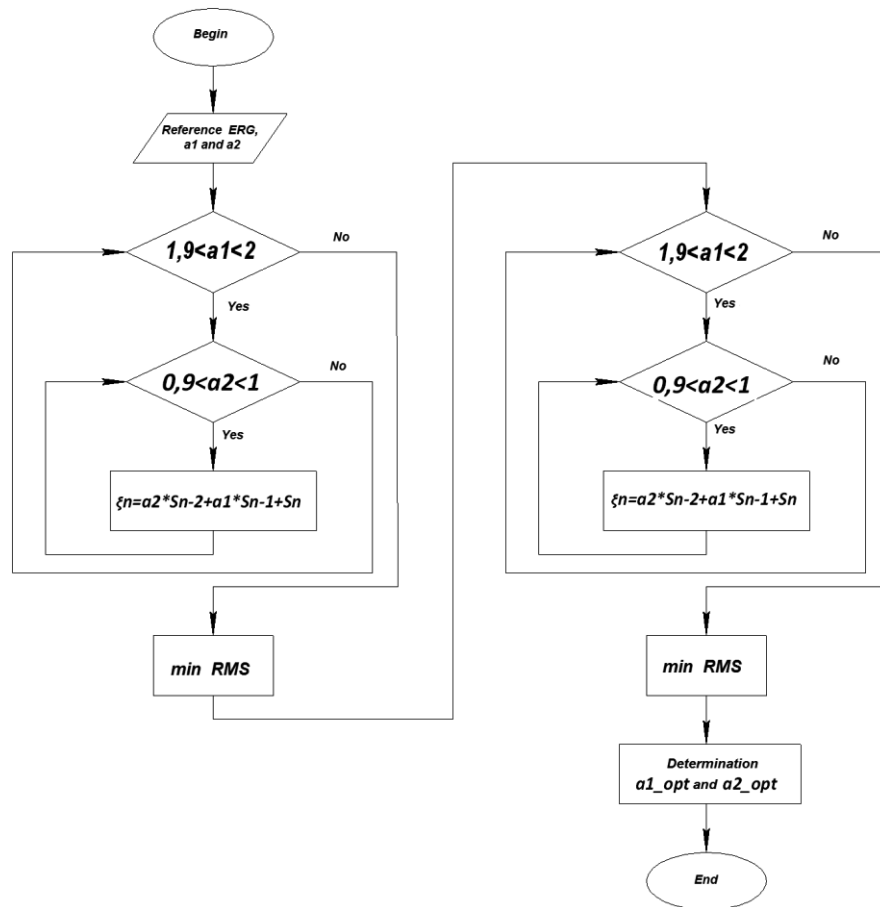 Begin
Reference ERG,
a1 and a2
1,9<a1<2
No
Yes
0,9<a2<1
No
Yes
ξn=a2*Sn-2+a1*Sn-1+Sn
min RMS
1,9<a1<2
No
Yes
0,9<a2<1
No
Yes
ξn=a2*Sn-2+a1*Sn-1+Sn
min RMS
Determination
a1_opt and a2_opt
End